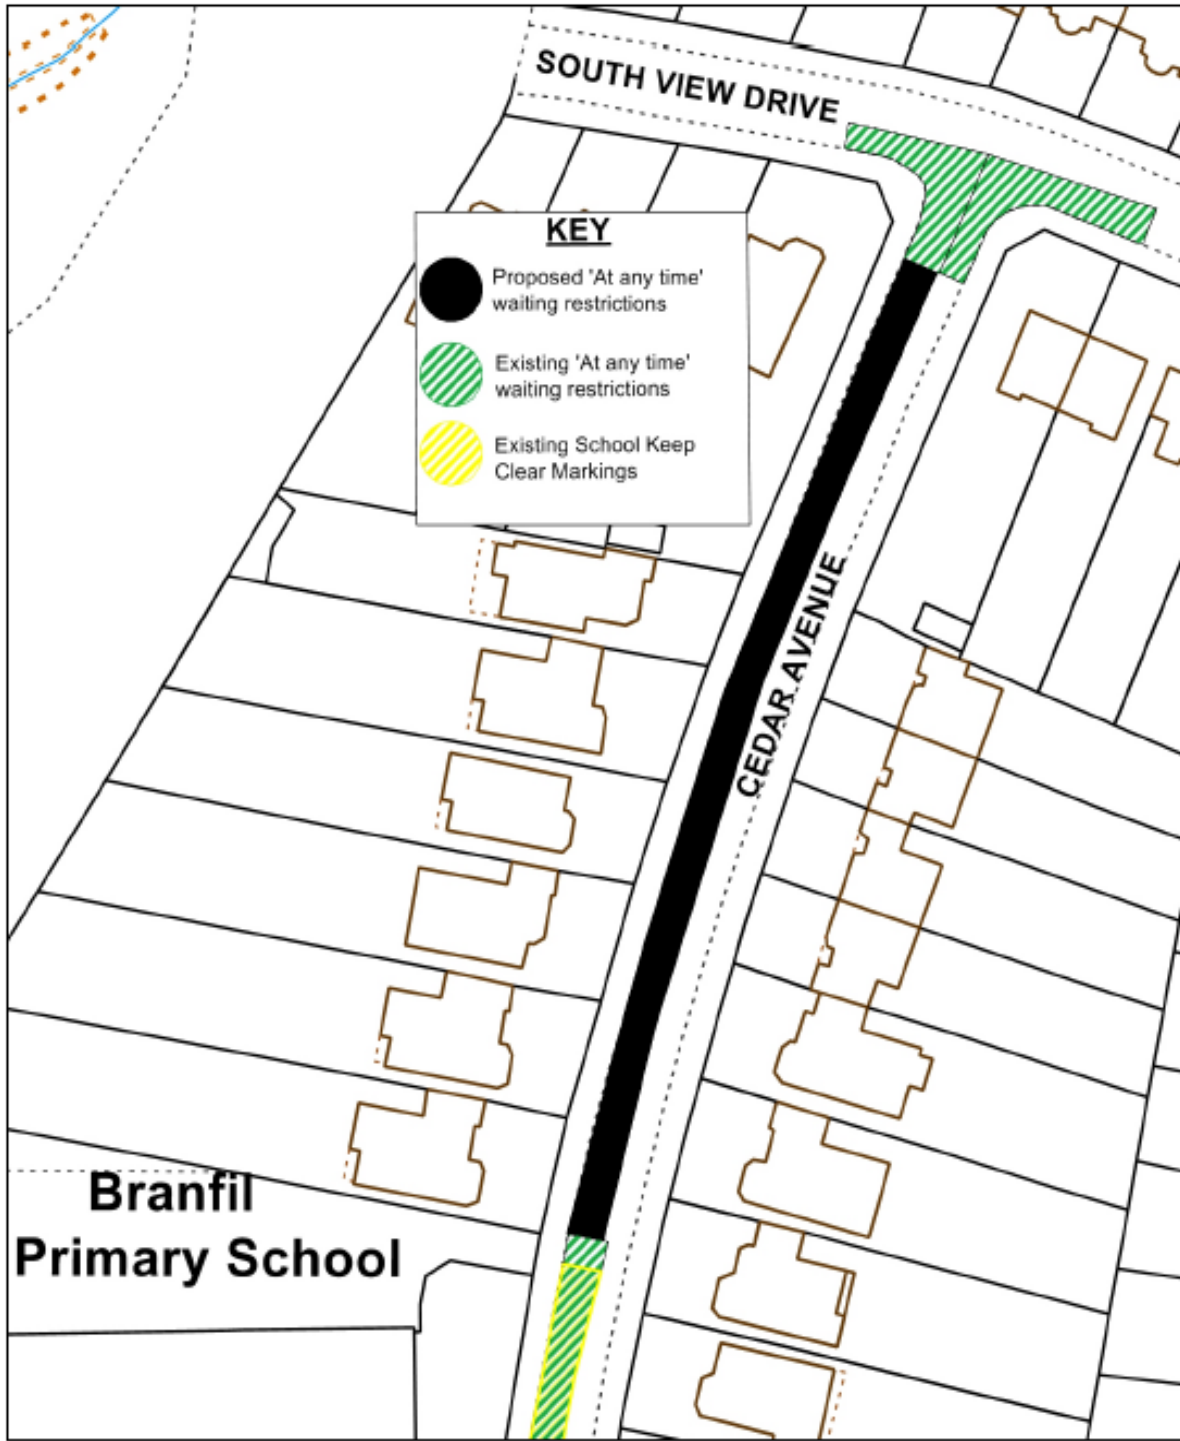 SOUTH VIEW DRIVE
KEY
Proposed 'At any time'
waiting restrictions
Existing 'At any time'
waiting restrictions
Existing School Keep
Clear Markings
CEDAR AVENUE
Branfil
Primary School